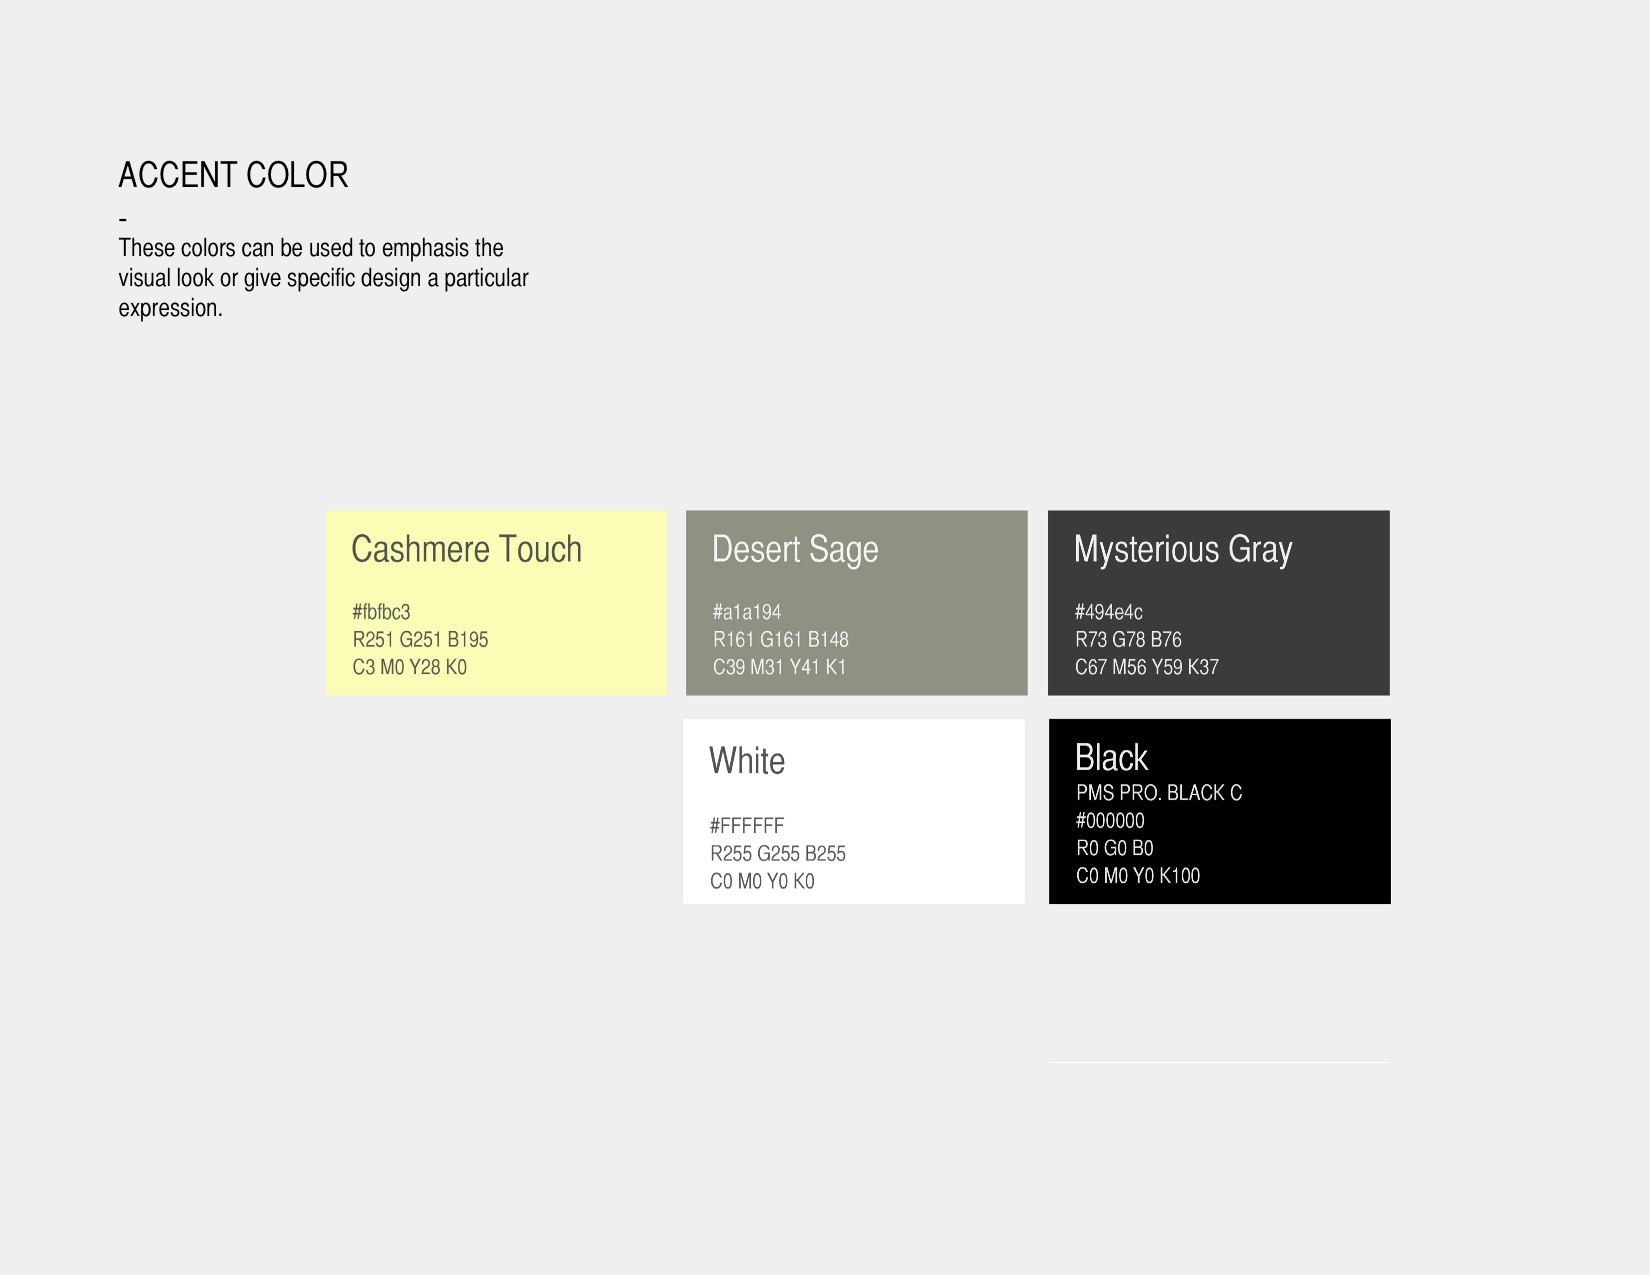 ACCENT COLOR
-
These colors can be used to emphasis the
visual look or give specific design a particular
expression.
Cashmere Touch
#fbfbc3
R251 G251 B195
C3 M0 Y28 K0
Desert Sage
#a1a194
R161 G161 B148
C39 M31 Y41 K1
Mysterious Gray
#494e4c
R73 G78 B76
C67 M56 Y59 K37
White
#FFFFFF
R255 G255 B255
C0 M0 Y0 K0
Black
PMS PRO. BLACK C
#000000
R0 G0 B0
C0 M0 Y0 K100